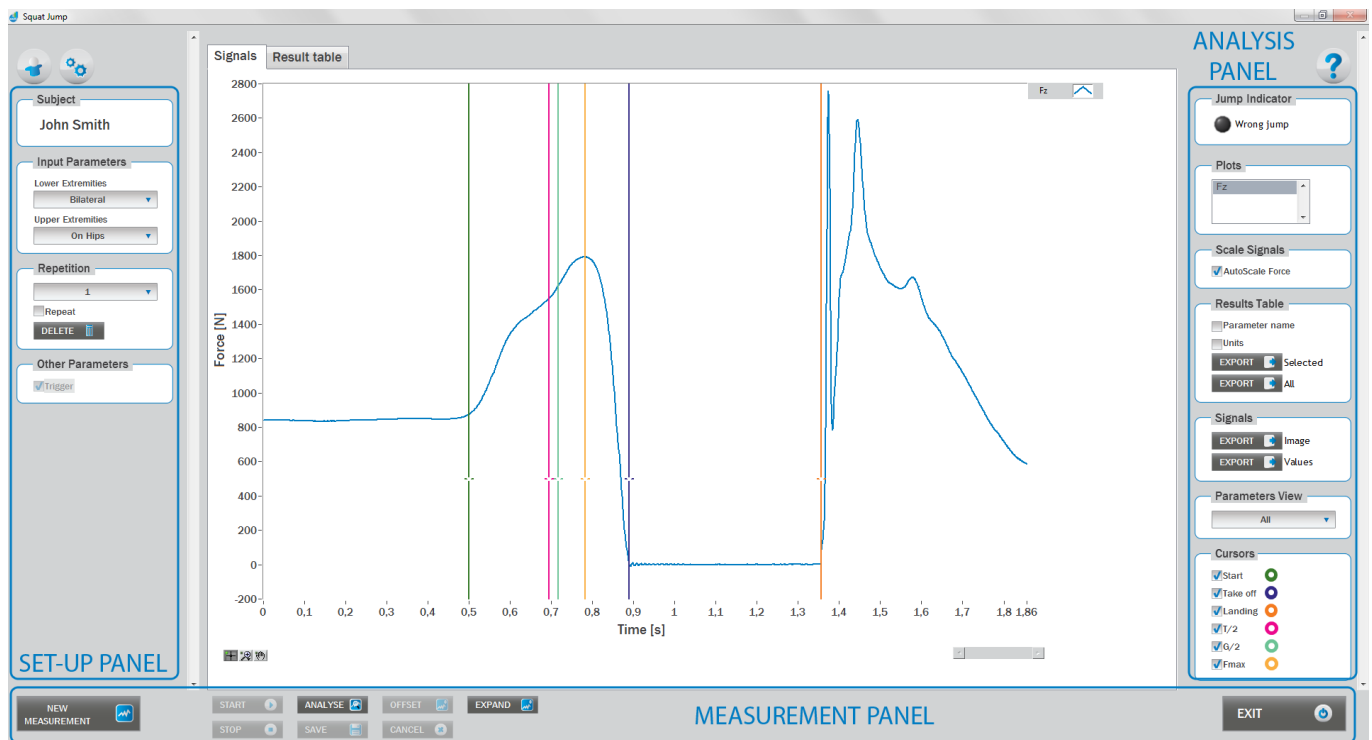 Squat Jump
Subject
John Smith
Input Parameters
Lower Extremities
Bilateral
Upper Extremities
On Hips
Repetition
1
Repeat
DELETE
Other Parameters
Trigger
SET-UP PANEL
Signals
Result table
Fz
Force [N]
2800
2600
2400
2200
2000
1800
1600
1400
1200
1000
800
600
400
200
0
-200
0 0,1 0,2 0,3 0,4 0,5 0,6 0,7 0,8 0,9 1 1,1 1,2 1,3 1,4 1,5 1,6 1,7 1,8 1,86
Time [s]
ANALYSIS
PANEL
?
Jump Indicator
Wrong jump
Plots
Fz
Scale Signals
AutoScale Force
Results Table
Parameter name
Units
EXPORT Selected
EXPORT All
Signals
EXPORT Image
EXPORT Values
Parameters View
All
Cursors
Start
Take off
Landing
T/2
G/2
Fmax
NEW
MEASUREMENT
START
ANALYSE
OFFSET
EXPAND
STOP
SAVE
CANCEL
MEASUREMENT PANEL
EXIT